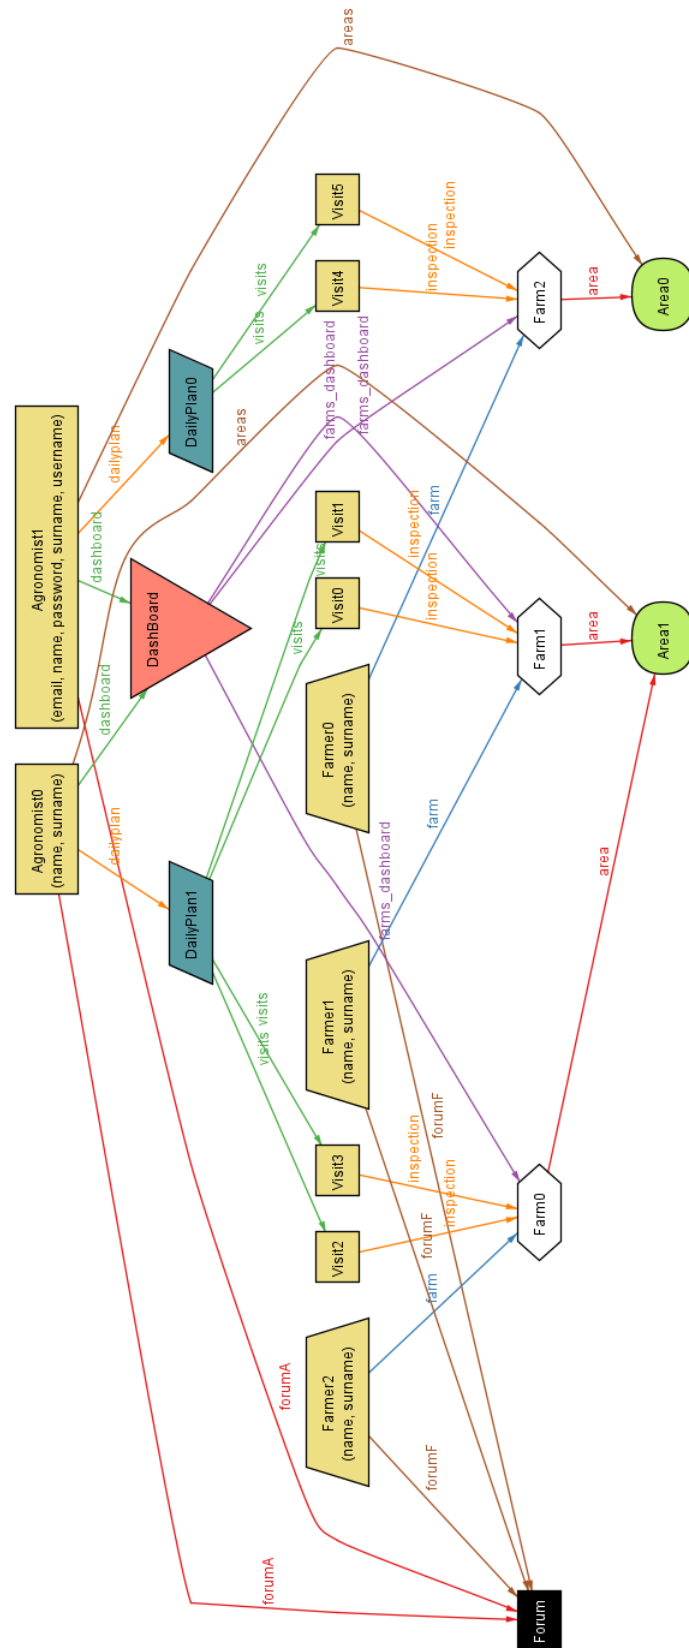 Agronomist0
(name, surname)
Agronomist1
(email, name, password, surname, username)
dailyplan
dashboard
dashboard
dailyplan
DailyPlan1
DashBoard
DailyPlan0
areas
areas
forumA
forumA
visits
visits
visits
visits
visits
visits
Farmer2
(name, surname)
Visit2
Visit3
Farmer1
(name, surname)
Farmer0
(name, surname)
Visit0
Visit1
Visit4
Visit5
farms_dashboard
farms_dashboard
farms_dashboard
forumF
farm
forumF
forumF
inspection
inspection
farm
inspection
inspection
farm
inspection
inspection
Forum
Farm0
Farm1
Farm2
area
area
area
Area1
Area0